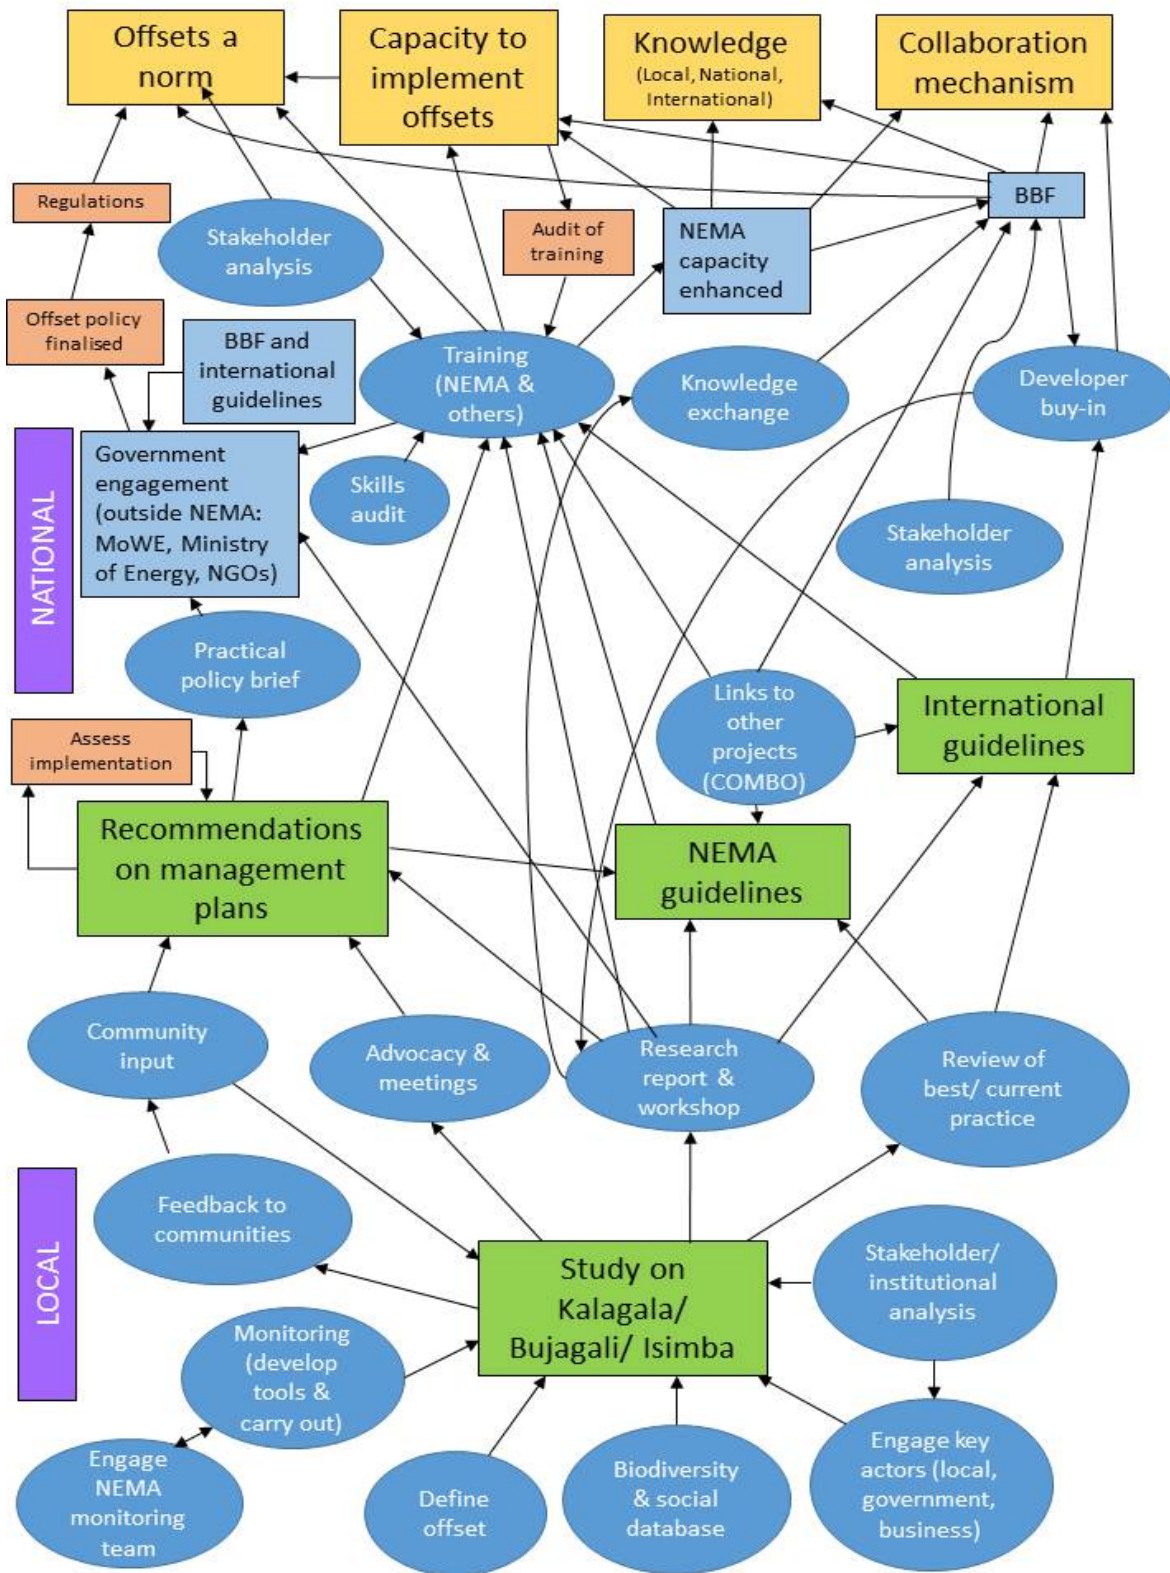 Offsets a
norm
Capacity to
implement
offsets
Knowledge
(Local, National,
International)
Collaboration
mechanism
Regulations
Stakeholder
analysis
Audit of
training
NEMA
capacity
enhanced
BBF
Offset policy
finalised
BBF and
international
guidelines
Training
(NEMA &
others)
Knowledge
exchange
Developer
buy-in
NATIONAL
Government
engagement
(outside NEMA:
MoWE, Ministry
of Energy, NGOs)
Skills
audit
Stakeholder
analysis
Practical
policy brief
Links to
other
projects
(COMBO)
International
guidelines
Assess
implementation
Recommendations
on management
plans
NEMA
guidelines
Community
input
Advocacy &
meetings
Research
report &
workshop
Review of
best/ current
practice
LOCAL
Feedback to
communities
Study on
Kalagala/
Bujagali/ Isimba
Stakeholder/
institutional
analysis
Monitoring
(develop
tools &
carry out)
Engage
NEMA
monitoring
team
Define
offset
Biodiversity
& social
database
Engage key
actors (local,
government,
business)